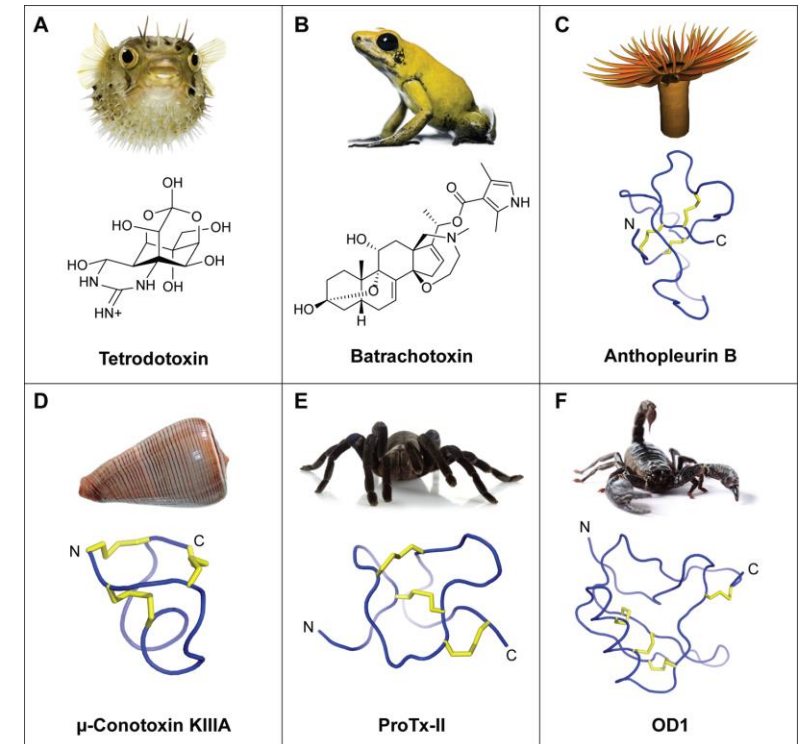 A
OH
O
O
HO
OH
HO
OH
HN
NH
OH
HN+
Tetrodotoxin
B
O
NH
O
HO
N
O
O
HO
H
Batrachotoxin
C
N
C
Anthopleurin B
D
N
C
µ-Conotoxin KIIIA
E
N
C
ProTx-II
F
N
C
OD1